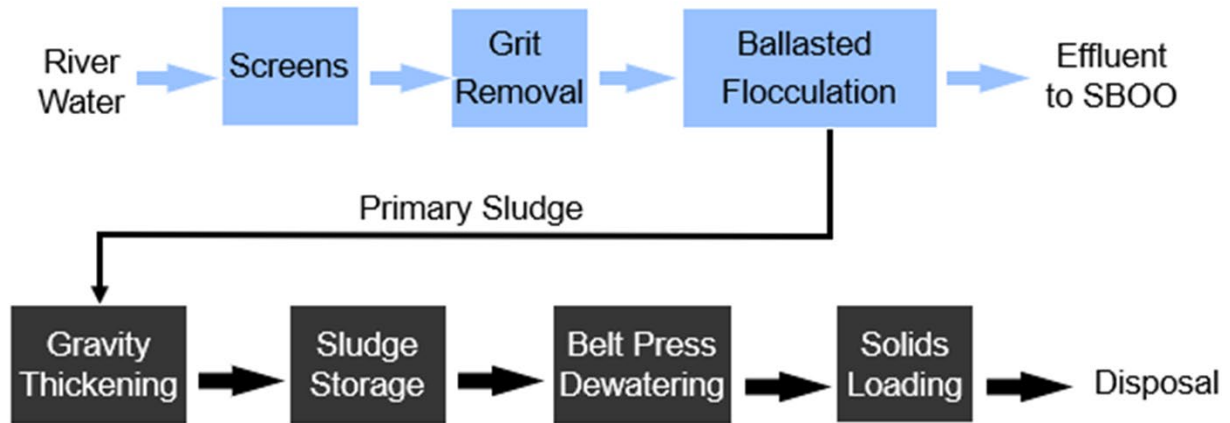 River
Water
Screens
Grit
Removal
Ballasted
Flocculation
Effluent
to SBOO
Primary Sludge
Gravity
Thickening
Sludge
Storage
Belt Press
Dewatering
Solids
Loading
Disposal